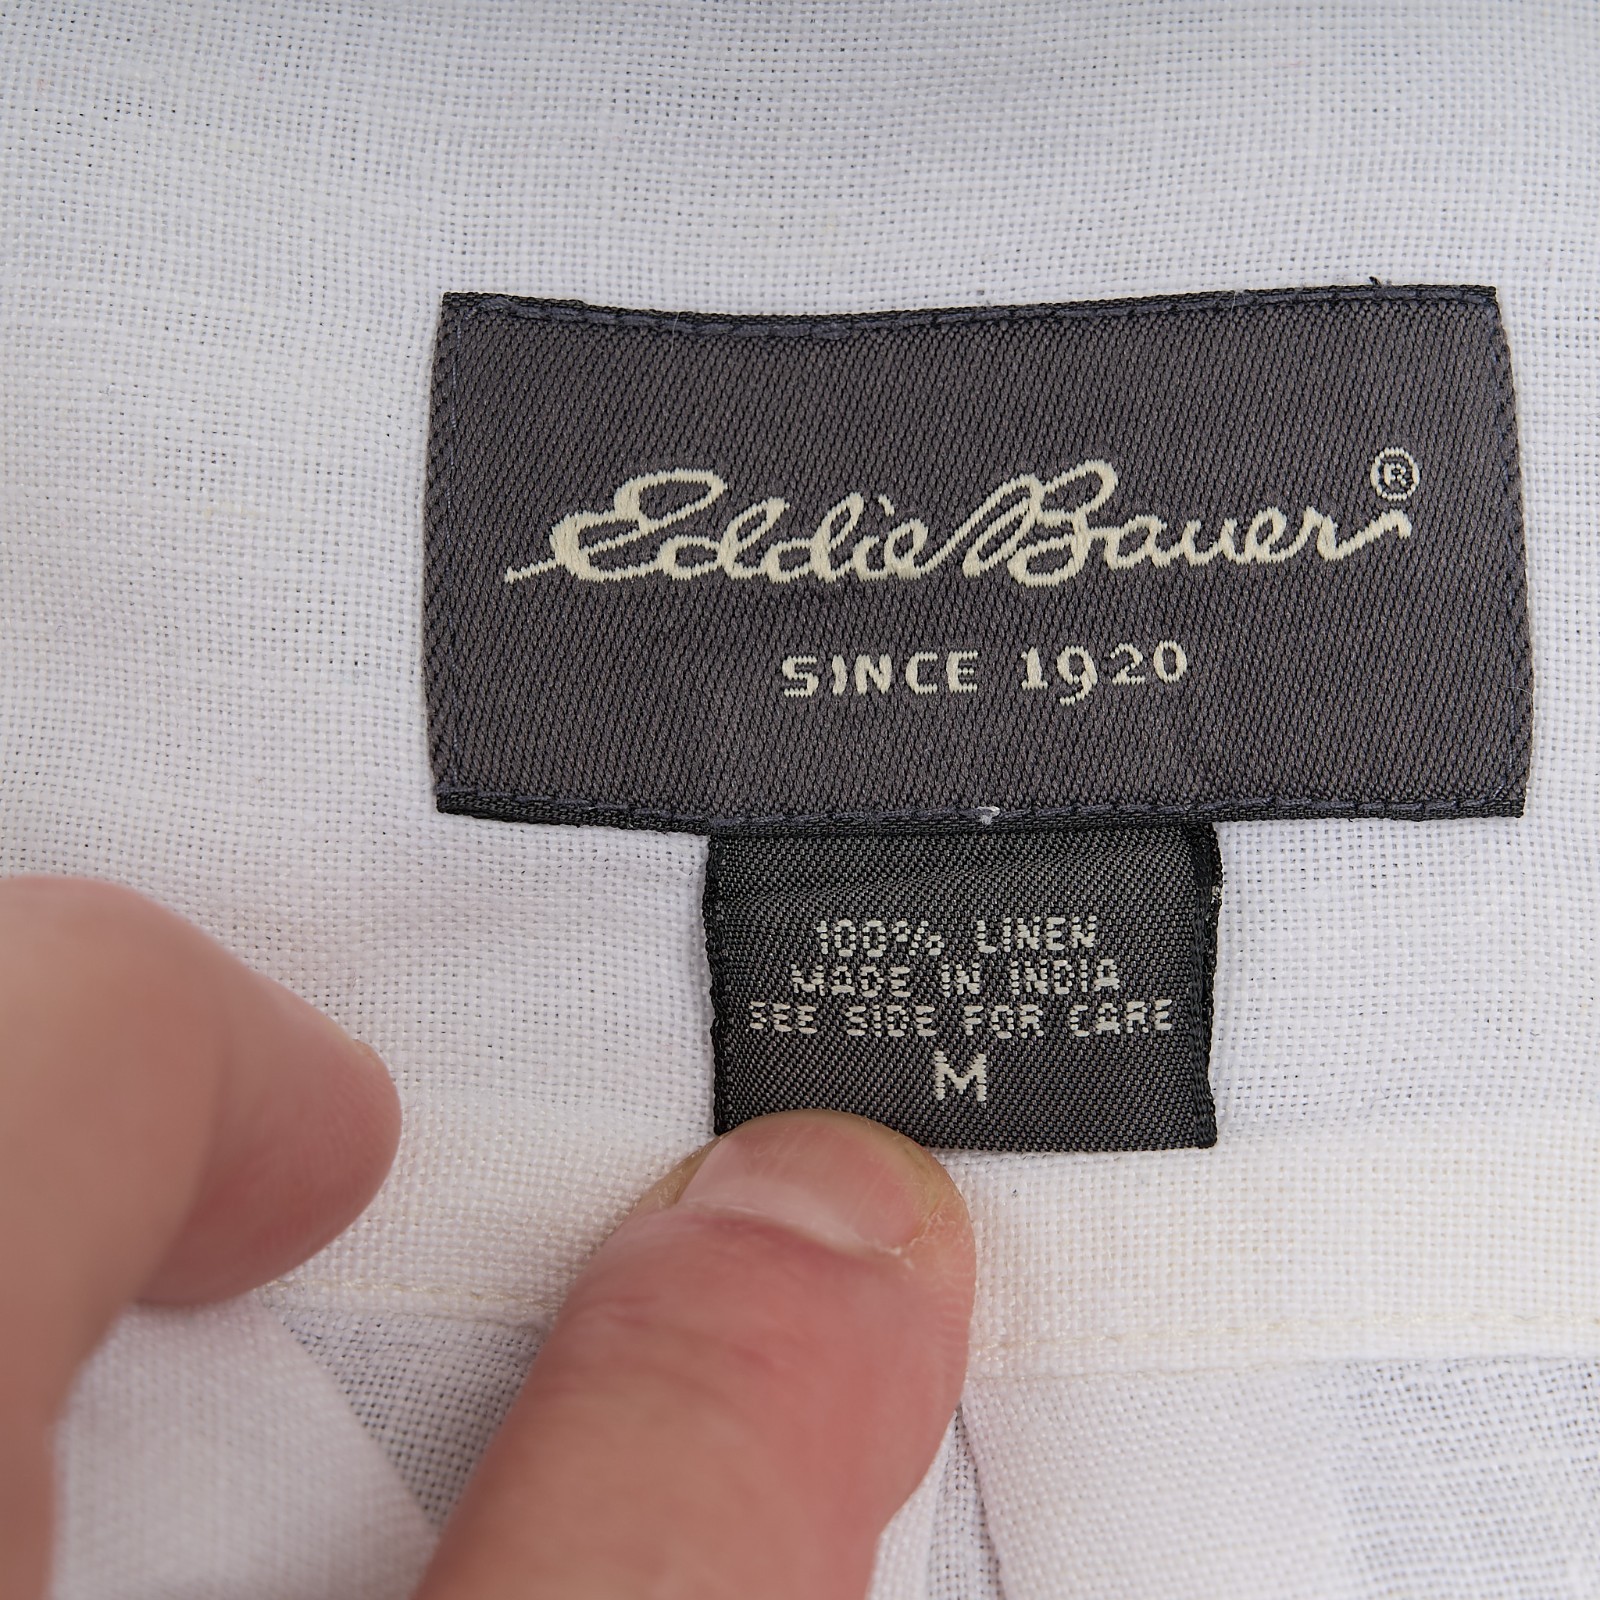 Eddie Bauer®
SINCE 1920
100% LINEN
MADE IN INDIA
SEE SIDE FOR CARE
M